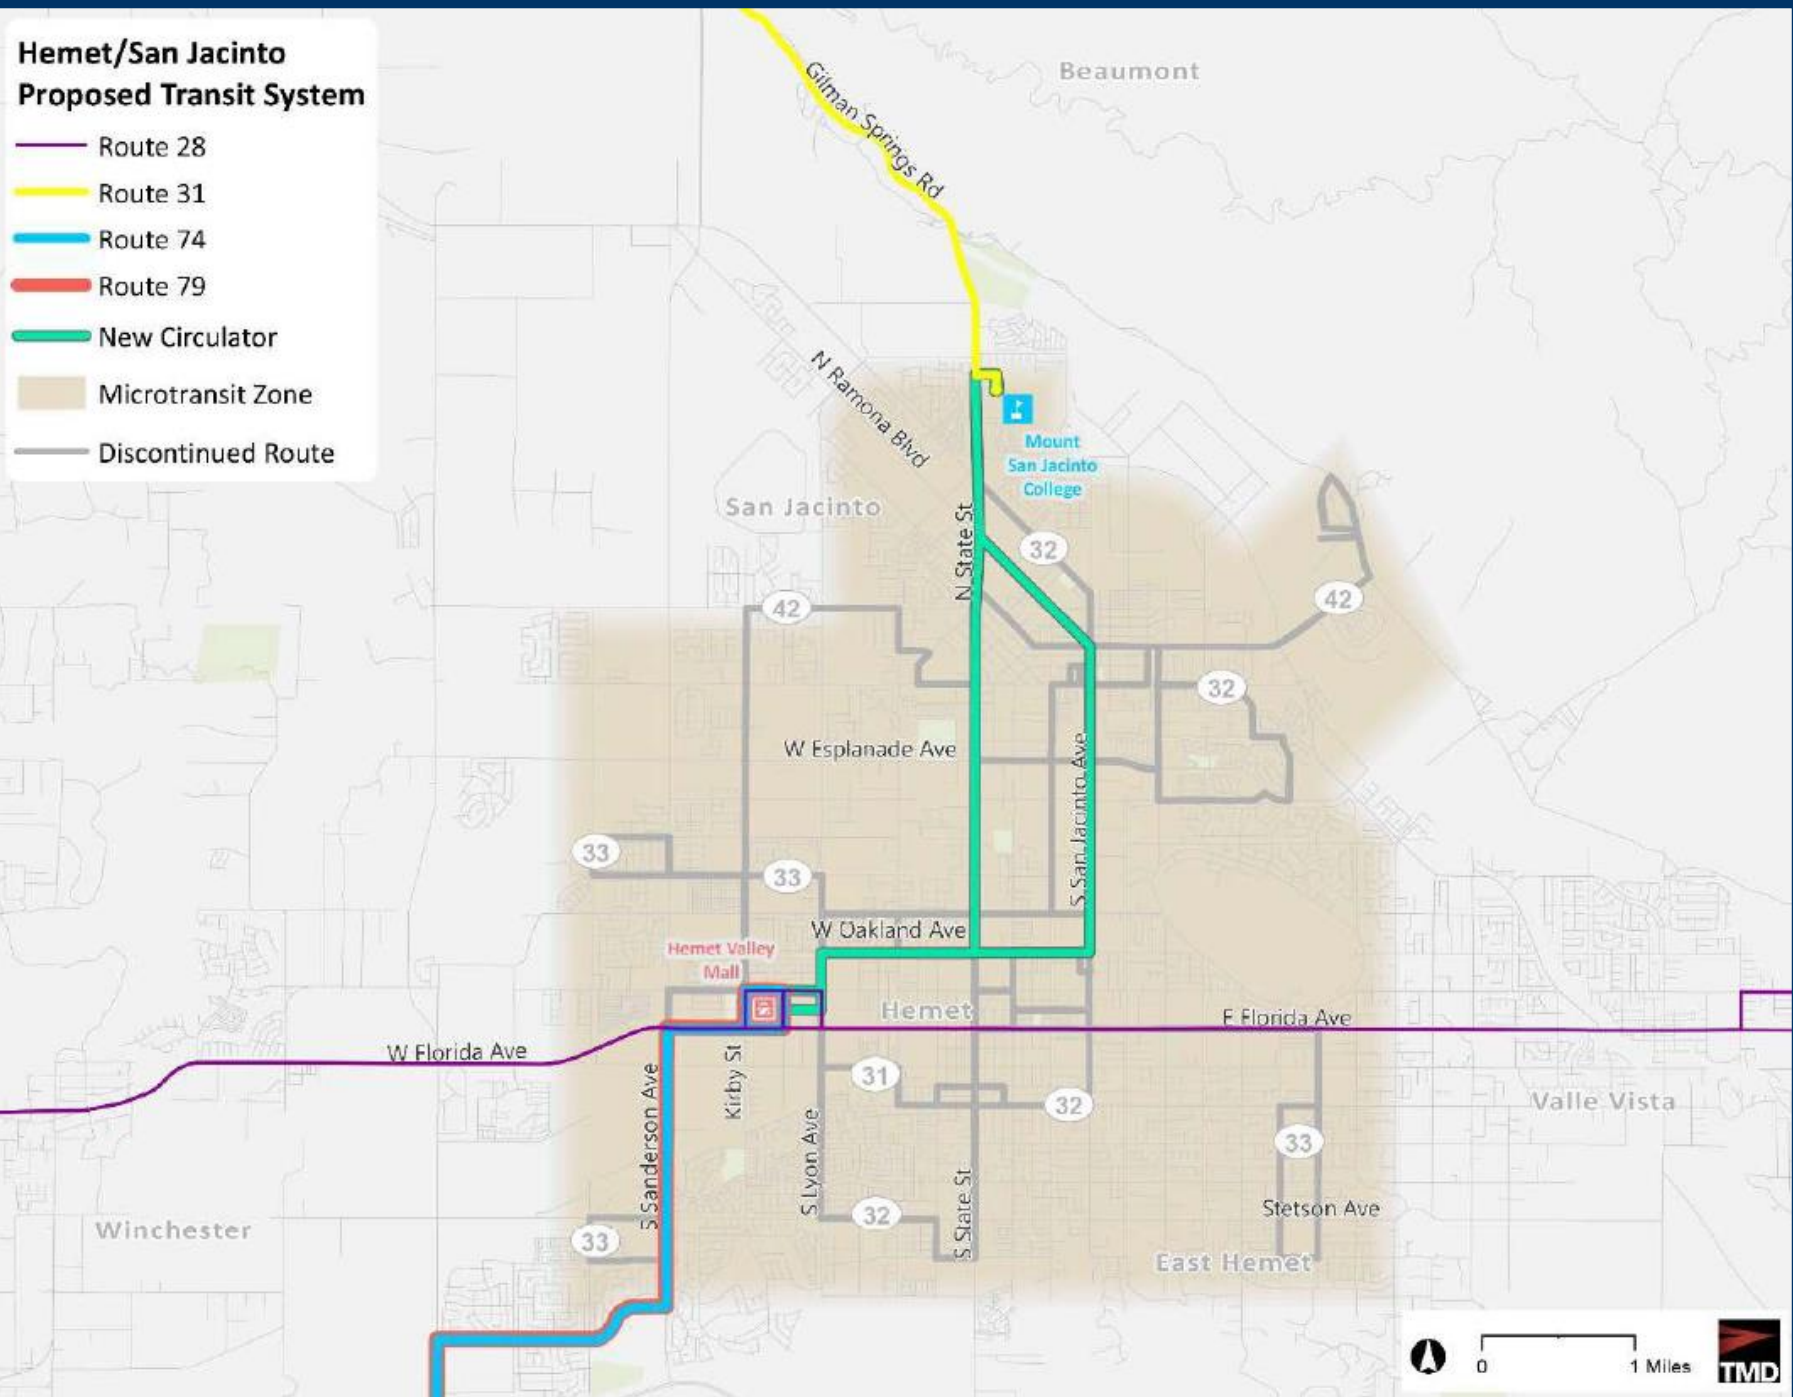 Hemet/San Jacinto
Proposed Transit System
Route 28
Route 31
Route 74
Route 79
New Circulator
Microtransit Zone
Discontinued Route
Beaumont
Gilman Springs Rd
N Ramona Blvd
Mount
San Jacinto
College
San Jacinto
N State St
32
42
42
32
W Esplanade Ave
S San Jacinto Ave
33
33
W Oakland Ave
Hemet Valley
Mall
Hemet
E Florida Ave
W Florida Ave
Kirby St
31
32
Valle Vista
S Sanderson Ave
S Lyon Ave
33
S State St
Stetson Ave
32
Winchester
33
East Hemet
0
1 Miles
TMD